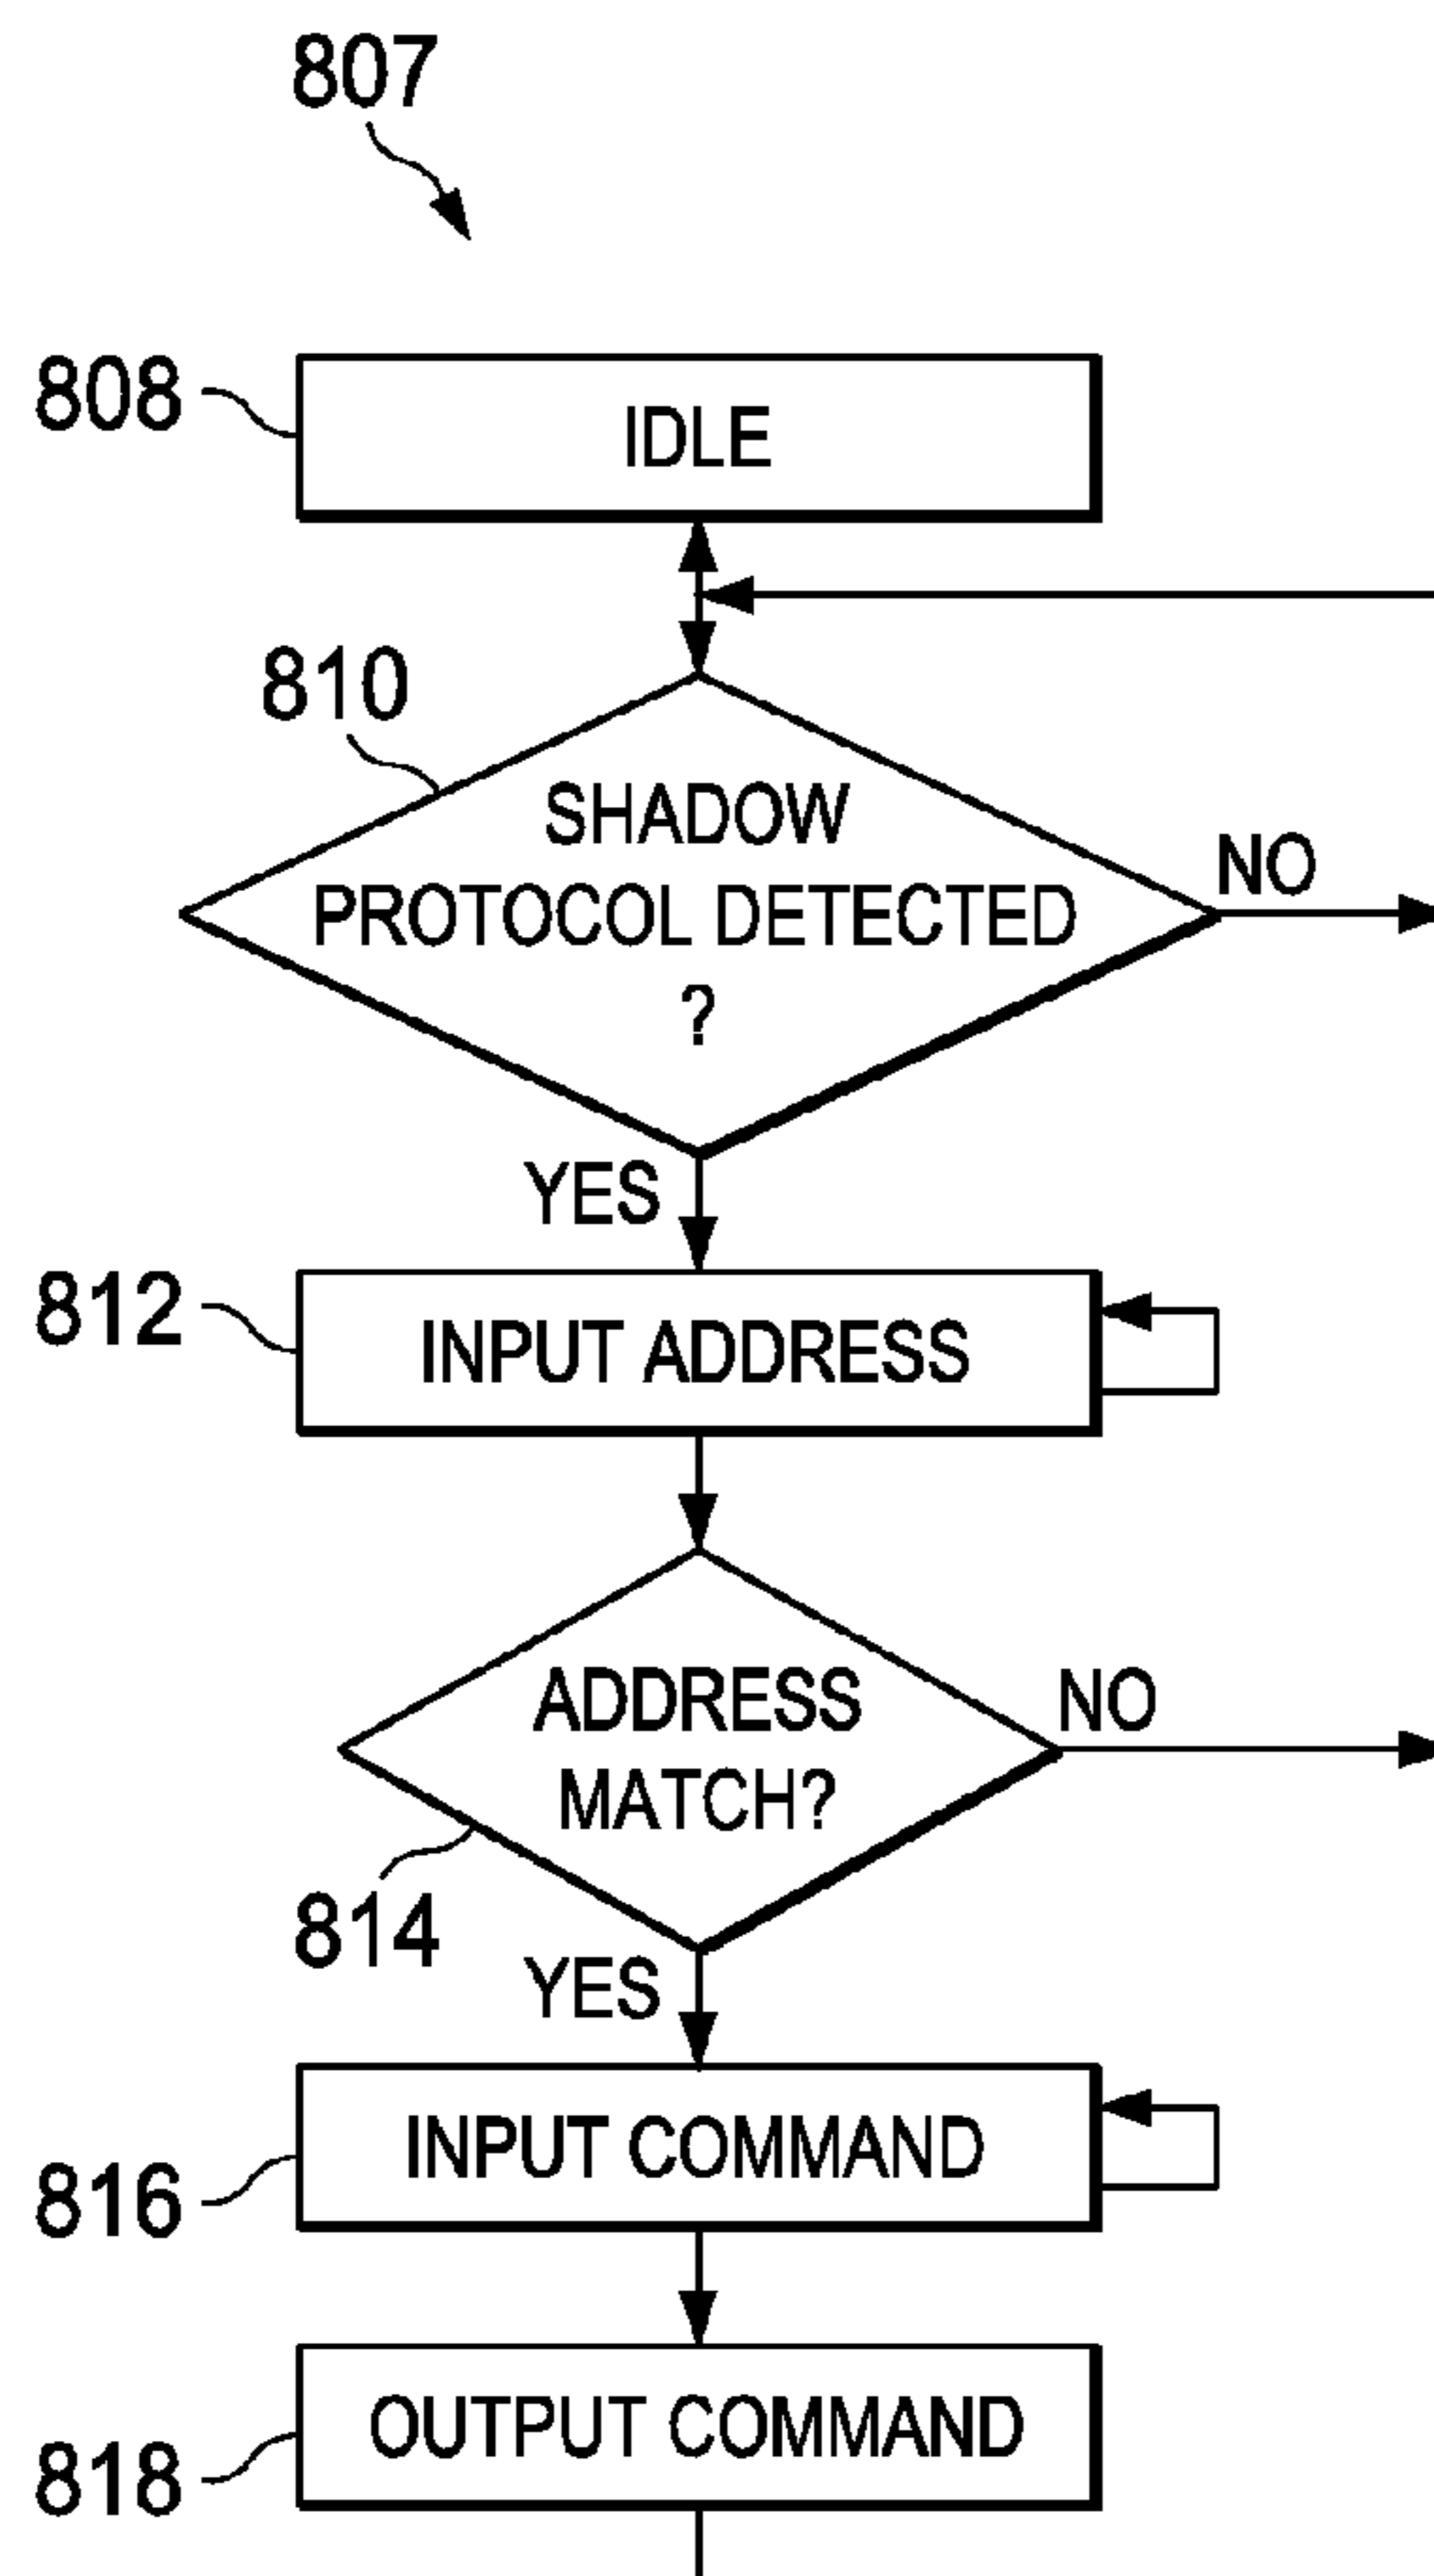 807
808
IDLE
810
SHADOW
PROTOCOL DETECTED
?
NO
YES
812
INPUT ADDRESS
ADDRESS
MATCH?
NO
814
YES
INPUT COMMAND
816
OUTPUT COMMAND
818